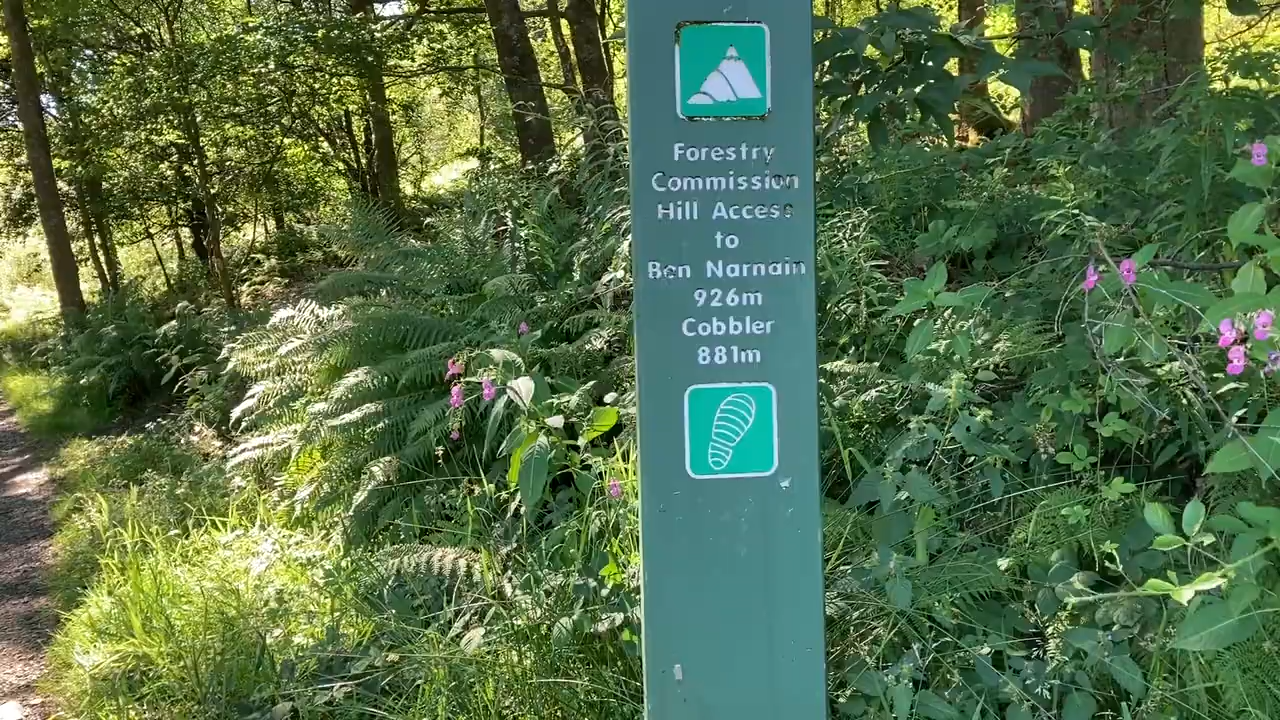 Forestry
Commission
Hill Access
to
Ben Narnain
926m
Cobbler
881m